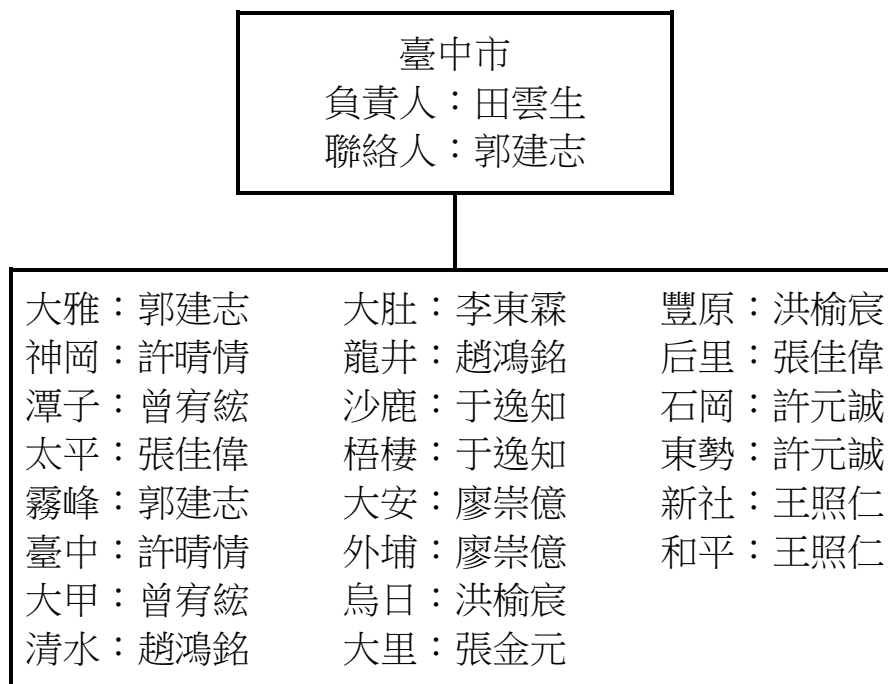 臺中市
負責人：田雲生
聯絡人：郭建志
大雅：郭建志 大肚：李東霖 豐原：洪榆宸
神岡：許晴情 龍井：趙鴻銘 后里：張佳偉
潭子：曾宥綋 沙鹿：于逸知 石岡：許元誠
太平：張佳偉 梧棲：于逸知 東勢：許元誠
霧峰：郭建志 大安：廖崇億 新社：王照仁
臺中：許晴情 外埔：廖崇億 和平：王照仁
大甲：曾宥綋 烏日：洪榆宸
清水：趙鴻銘 大里：張金元